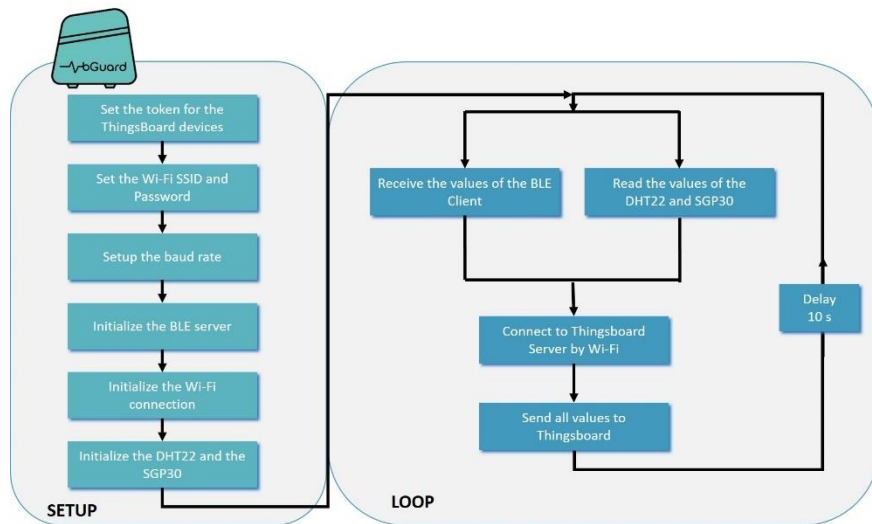 bGuard
Set the token for the
ThingsBoard devices
Set the Wi-Fi SSID and
Password
Setup the baud rate
Initialize the BLE server
Initialize the Wi-Fi
connection
Initialize the DHT22 and the
SGP30
SETUP
Receive the values of the BLE
Client
Read the values of the
DHT22 and SGP30
Connect to Thingsboard
Server by Wi-Fi
Send all values to
Thingsboard
Delay
10 s
LOOP